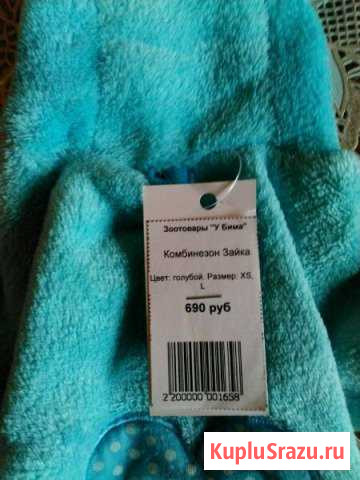 Зоотовары "У Бима"
Комбинезон Зайка
Цвет: голубой. Размер: XS,
L
690 руб
2 200000 001658
KupluSrazu.ru